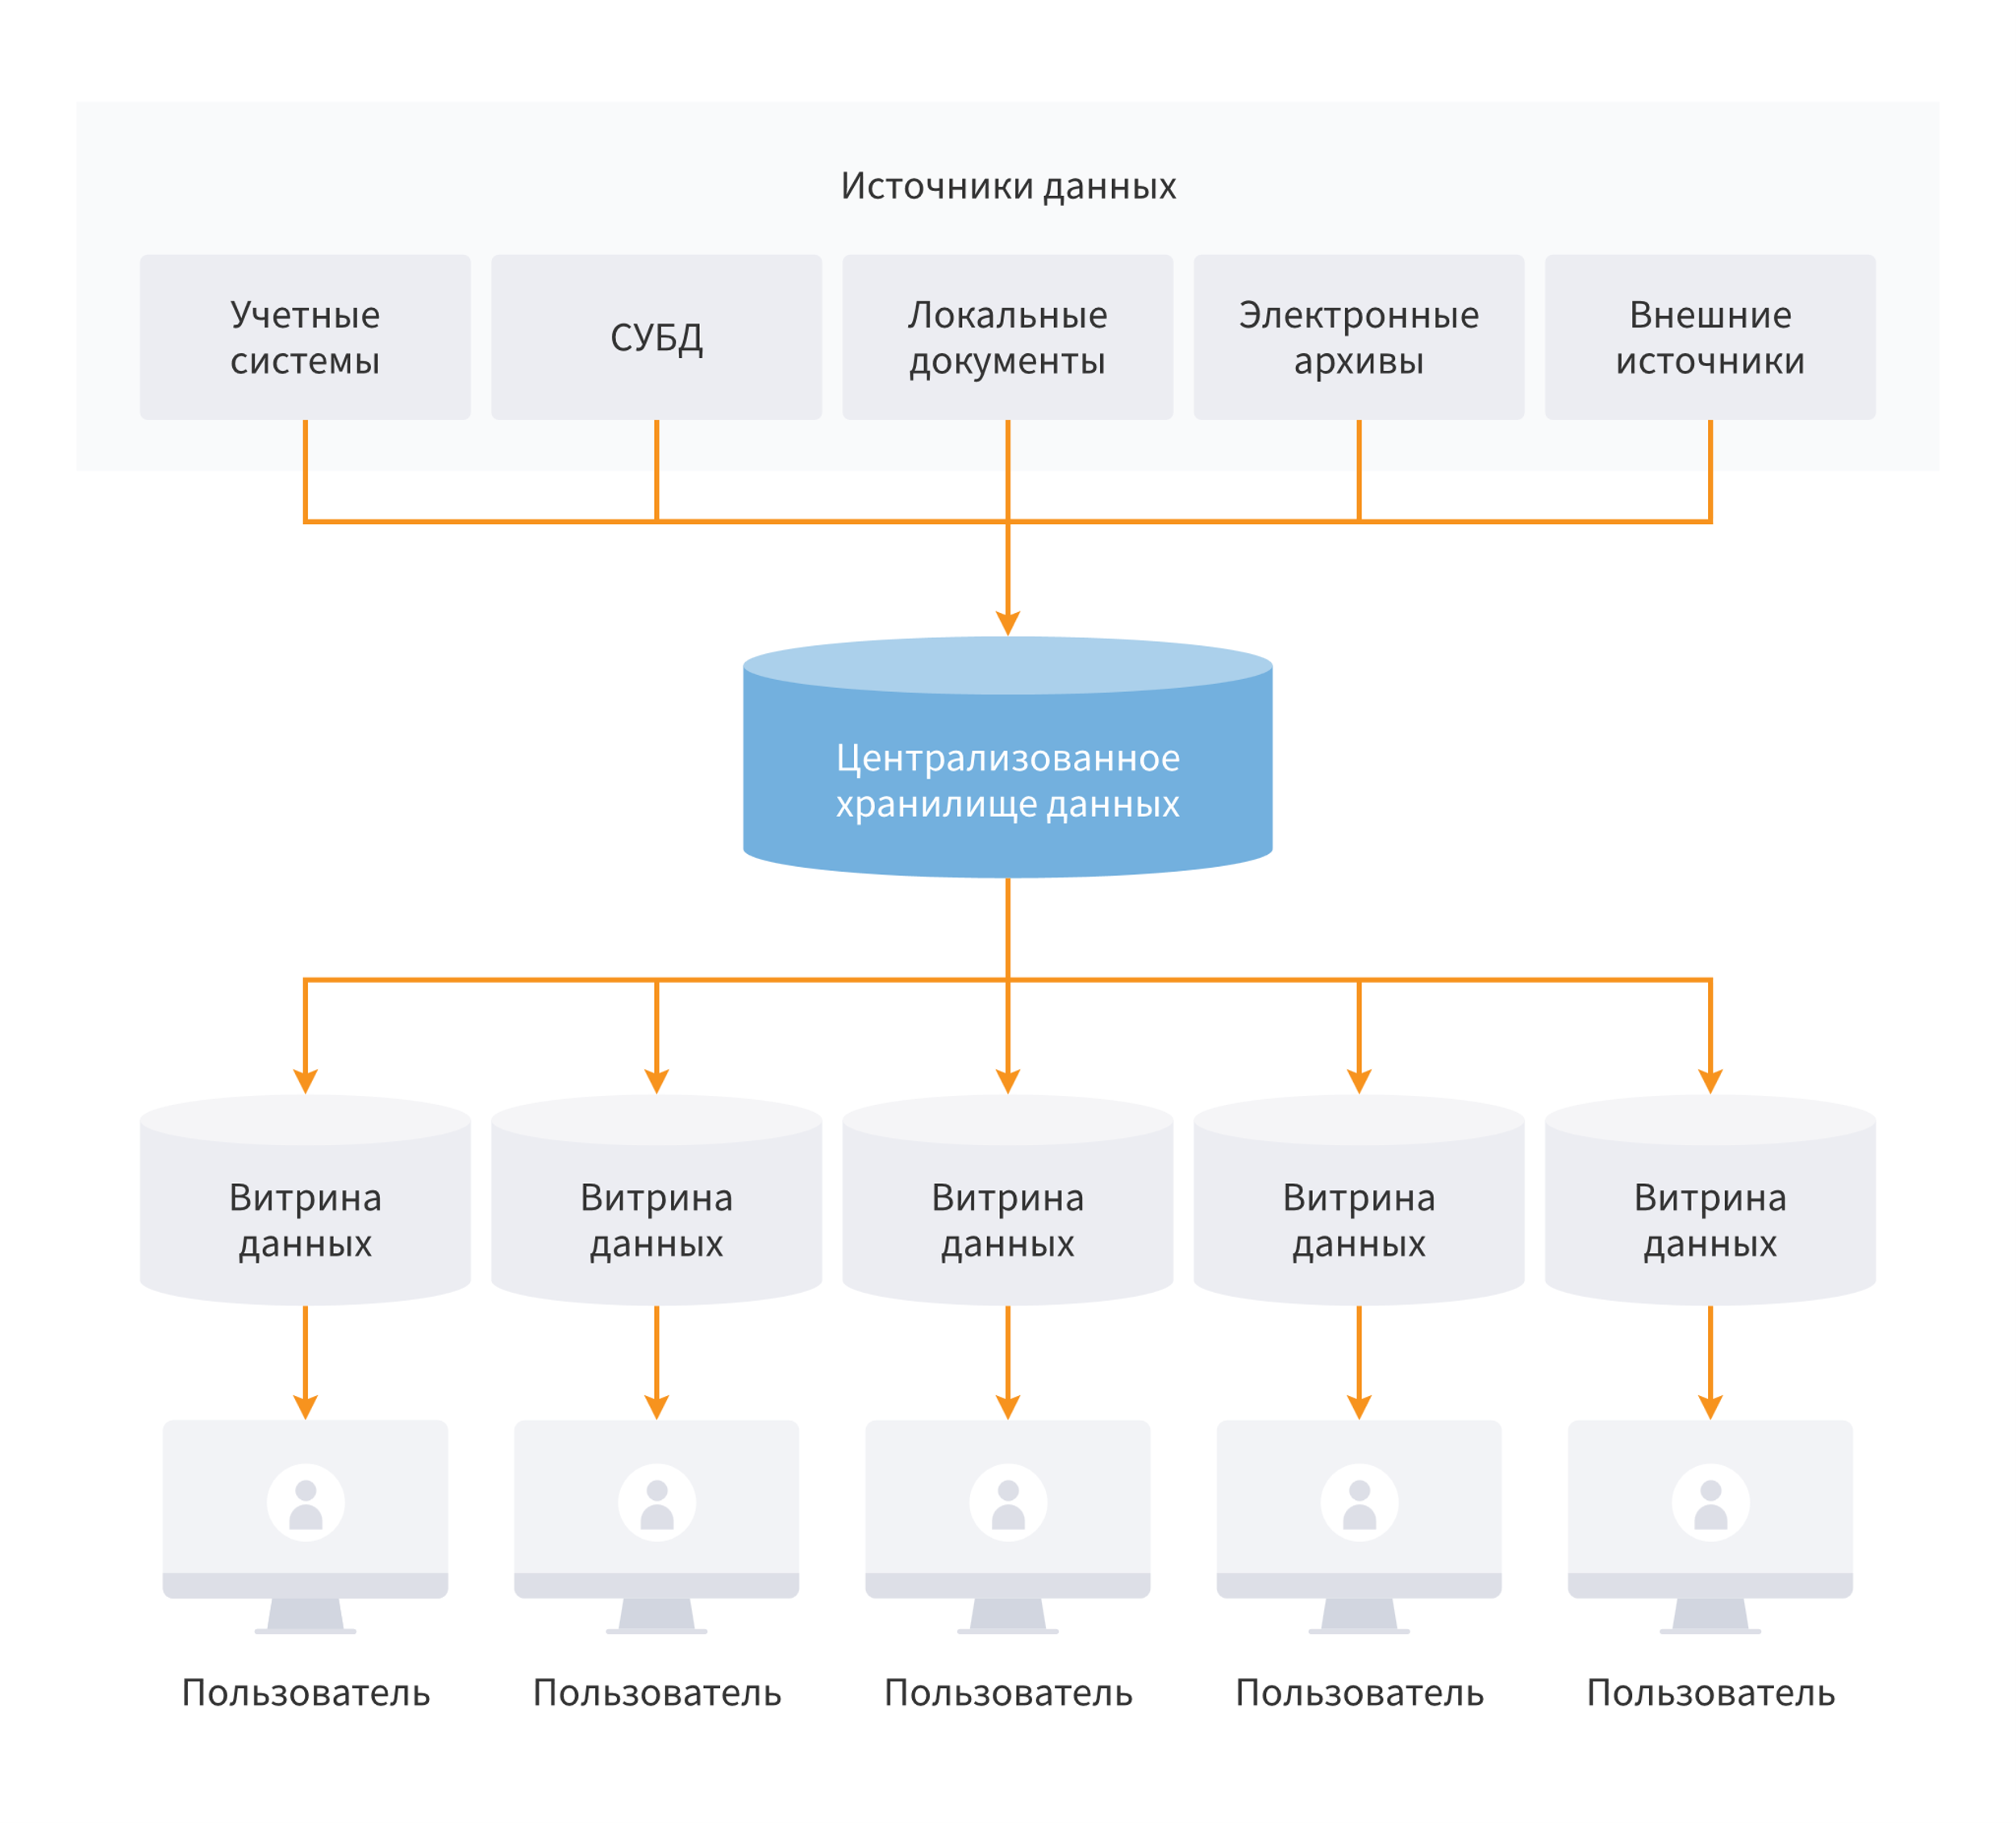 Источники данных
Учетные
системы
СУБД
Локальные
документы
Электронные
архивы
Внешние
источники
Централизованное
хранилище данных
Витрина
данных
Витрина
данных
Витрина
данных
Витрина
данных
Витрина
данных
Пользователь
Пользователь
Пользователь
Пользователь
Пользователь